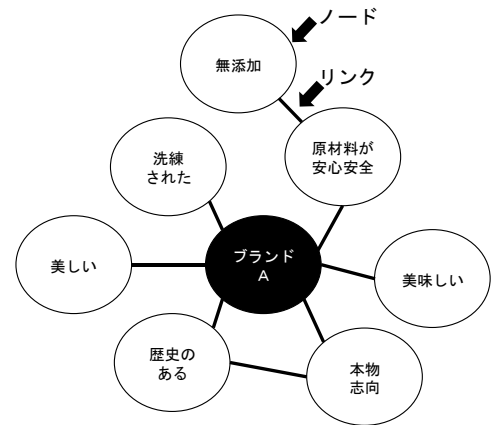 ノード
無添加
リンク
原材料が
安心安全
洗練
された
ブランド
A
美しい
美味しい
歴史の
ある
本物
志向